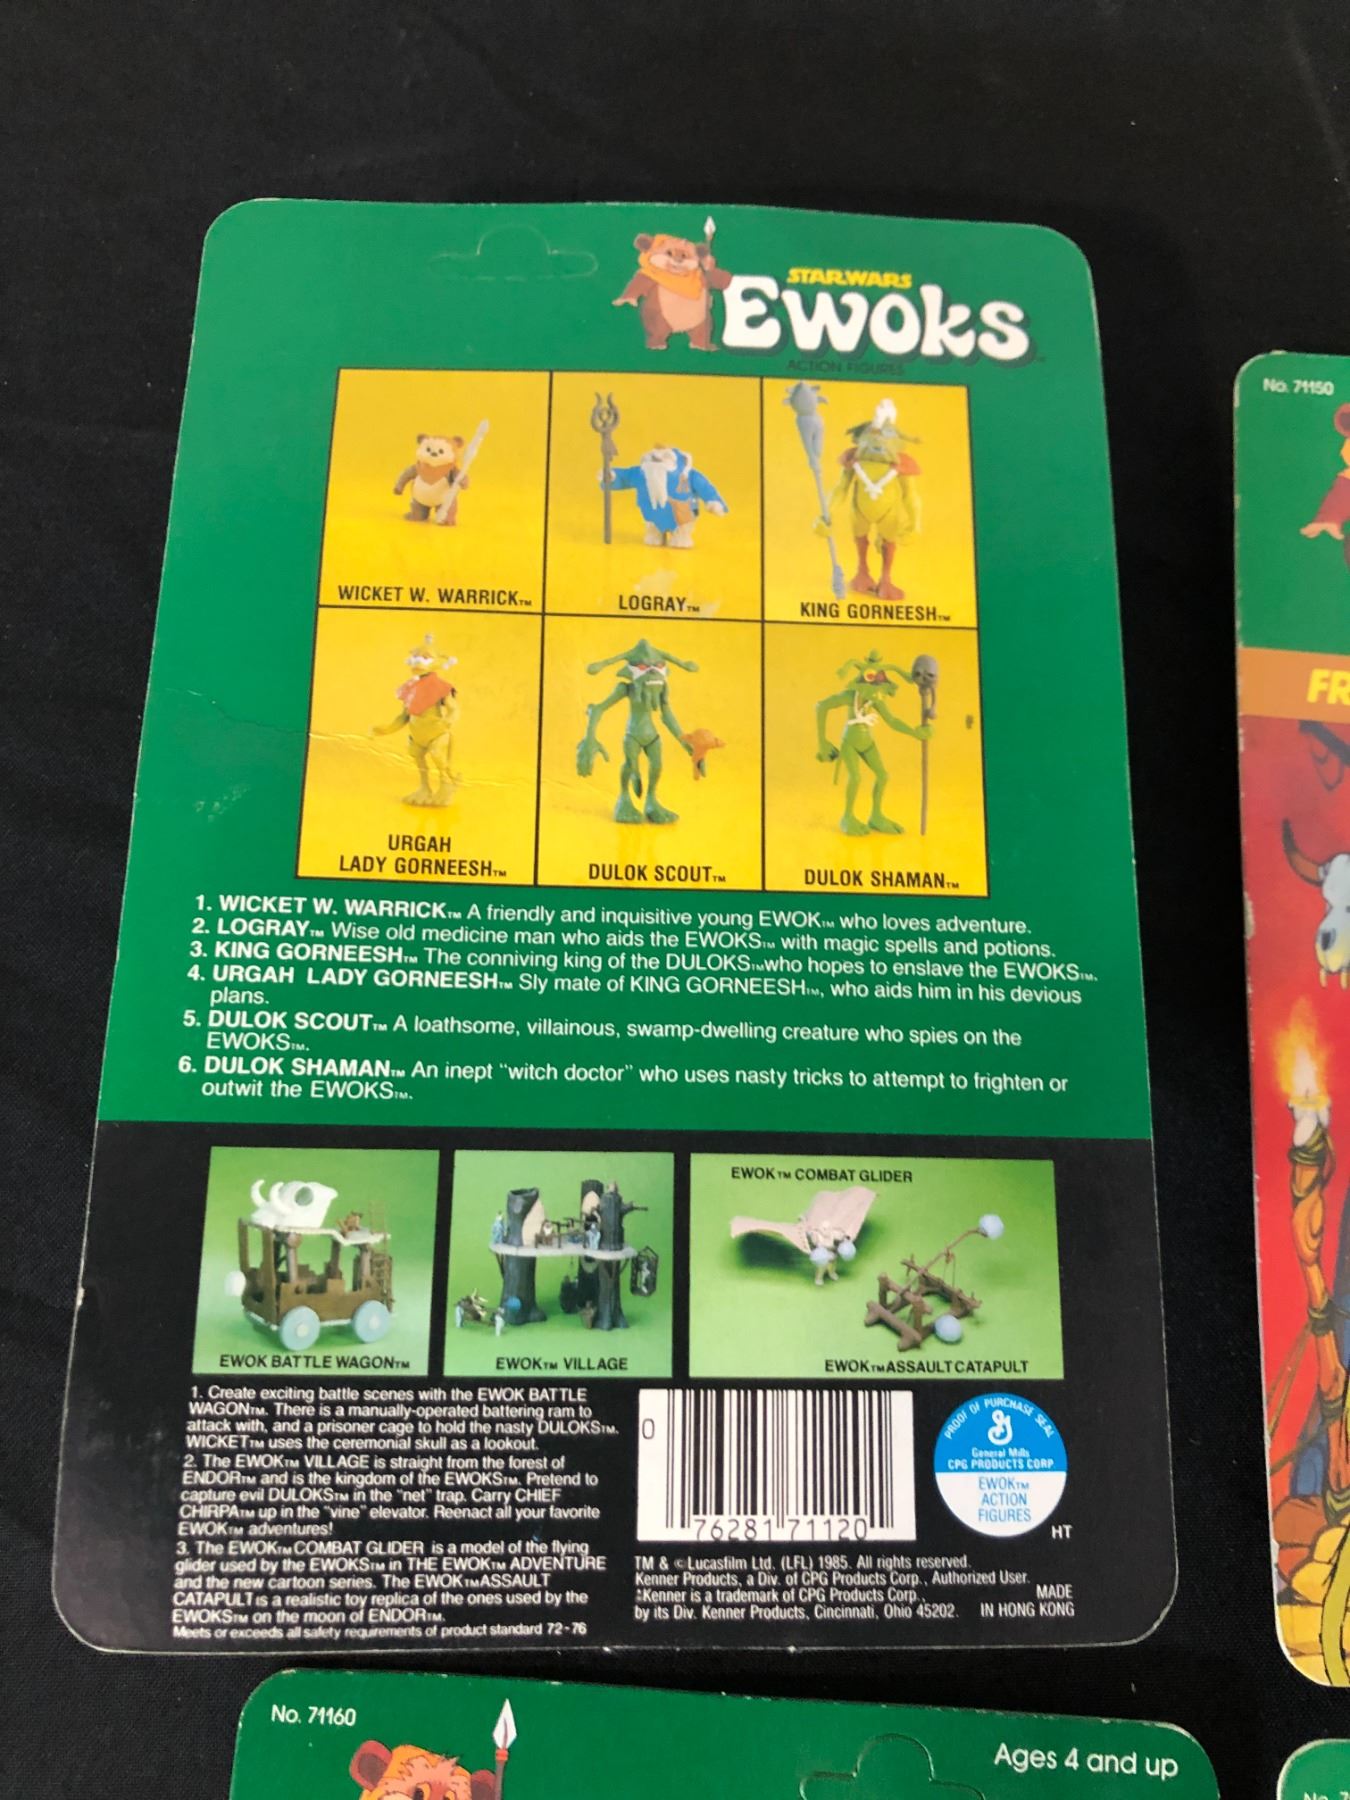 STAR WARS
Ewoks
ACTION FIGURES
WICKET W. WARRICK™
LOGRAY™
KING GORNEESH™
URGAH
LADY GORNEESH™
DULOK SCOUT™
DULOK SHAMAN™
1. WICKET W. WARRICK™ A friendly and inquisitive young EWOK™ who loves adventure.
2. LOGRAY™ Wise old medicine man who aids the EWOKS™ with magic spells and potions.
3. KING GORNEESH™ The conniving king of the DULOKS™ who hopes to enslave the EWOKS™.
4. URGAH LADY GORNEESH™ Sly mate of KING GORNEESH™, who aids him in his devious
plans.
5. DULOK SCOUT™ A loathsome, villainous, swamp-dwelling creature who spies on the
EWOKS™.
6. DULOK SHAMAN™ An inept "witch doctor" who uses nasty tricks to attempt to frighten or
outwit the EWOKS™.
EWOK BATTLE WAGON™
EWOK™ VILLAGE
EWOK™ COMBAT GLIDER
EWOK™ ASSAULT CATAPULT
1. Create exciting battle scenes with the EWOK BATTLE
WAGON™. There is a manually-operated battering ram to
attack with, and a prisoner cage to hold the nasty DULOKS™.
WICKET™ uses the ceremonial skull as a lookout.
2. The EWOK™ VILLAGE is straight from the forest of
ENDOR™ and is the kingdom of the EWOKS™. Pretend to
capture evil DULOKS™ in the "net" trap. Carry CHIEF
CHIRPA™ up in the "vine" elevator. Reenact all your favorite
EWOK™ adventures!
3. The EWOK™ COMBAT GLIDER is a model of the flying
glider used by the EWOKS™ in THE EWOK™ ADVENTURE
and the new cartoon series. The EWOK™ ASSAULT
CATAPULT is a realistic toy replica of the ones used by the
EWOKS™ on the moon of ENDOR™.
Meets or exceeds all safety requirements of product standard 72-76
0
76281 71120
PROOF OF PURCHASE SEAL
General Mills
CPG PRODUCTS CORP
EWOK™
ACTION
FIGURES
HT
TM & © Lucasfilm Ltd. (LFL) 1985. All rights reserved.
Kenner Products, a Div. of CPG Products Corp., Authorized User.
Kenner is a trademark of CPG Products Corp.,
by its Div. Kenner Products, Cincinnati, Ohio 45202.
MADE
IN HONG KONG
No. 71150
FR
No. 71160
Ages 4 and up
No. 7